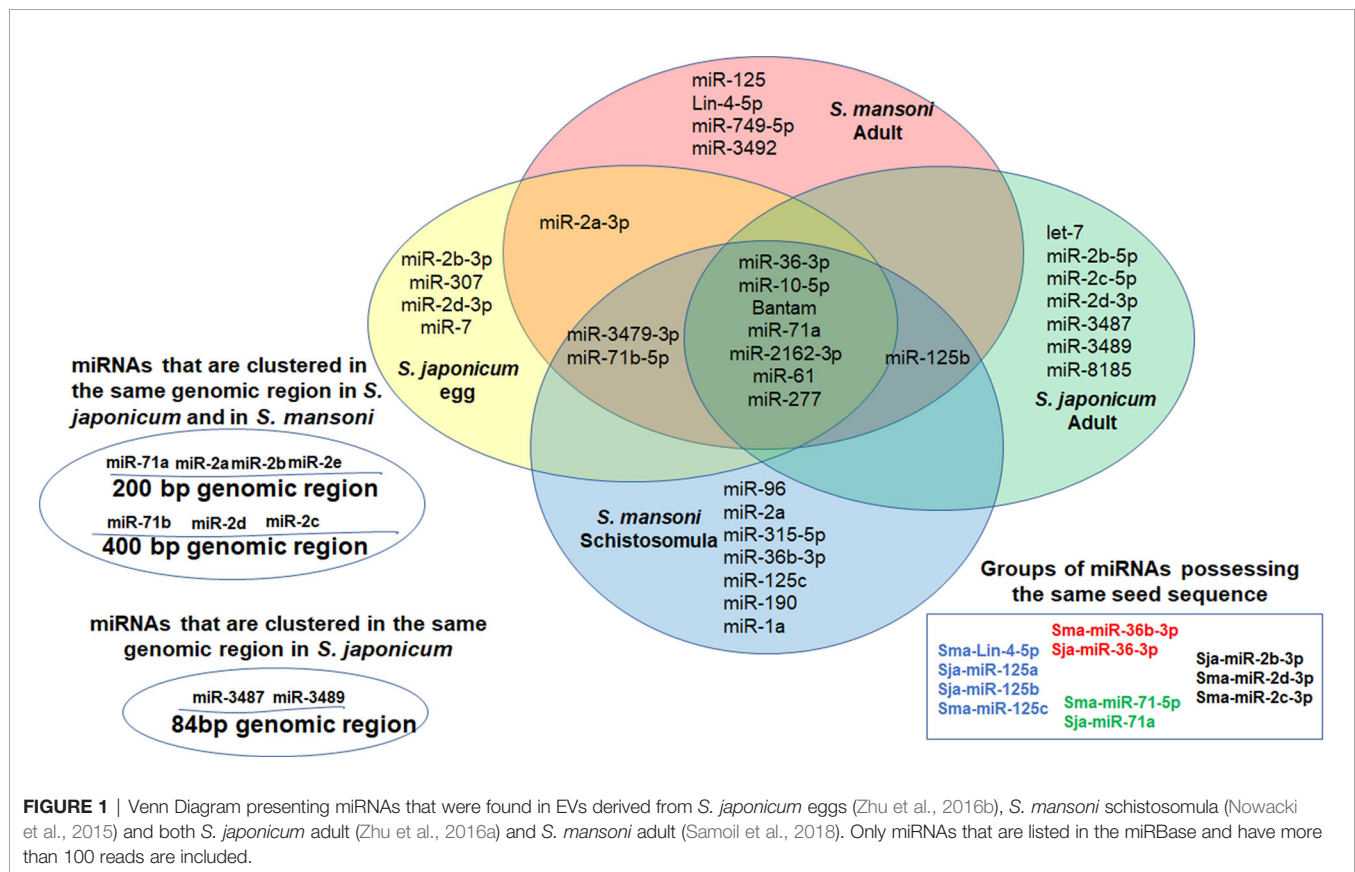 miR-125
Lin-4-5p
miR-749-5p
miR-3492
S. mansoni
Adult
miR-2a-3p
miR-2b-3p
miR-307
miR-2d-3p
miR-7
S. japonicum
egg
miR-3479-3p
miR-71b-5p
miR-36-3p
miR-10-5p
Bantam
miR-71a
miR-2162-3p
miR-61
miR-277
miR-125b
let-7
miR-2b-5p
miR-2c-5p
miR-2d-3p
miR-3487
miR-3489
miR-8185
S. japonicum
Adult
S. mansoni
Schistosomula
miR-96
miR-2a
miR-315-5p
miR-36b-3p
miR-125c
miR-190
miR-1a
miRNAs that are clustered in
the same genomic region in S.
japonicum and in S. mansoni
miR-71a miR-2a miR-2b miR-2e
200 bp genomic region
miR-71b miR-2d miR-2c
400 bp genomic region
miRNAs that are clustered in the same
genomic region in S. japonicum
miR-3487 miR-3489
84bp genomic region
Groups of miRNAs possessing
the same seed sequence
Sma-Lin-4-5p
Sja-miR-125a
Sja-miR-125b
Sma-miR-125c
Sma-miR-36b-3p
Sja-miR-36-3p
Sma-miR-71-5p
Sja-miR-71a
Sja-miR-2b-3p
Sma-miR-2d-3p
Sma-miR-2c-3p
FIGURE 1 | Venn Diagram presenting miRNAs that were found in EVs derived from S. japonicum eggs (Zhu et al., 2016b), S. mansoni schistosomula (Nowacki
et al., 2015) and both S. japonicum adult (Zhu et al., 2016a) and S. mansoni adult (Samoil et al., 2018). Only miRNAs that are listed in the miRBase and have more
than 100 reads are included.